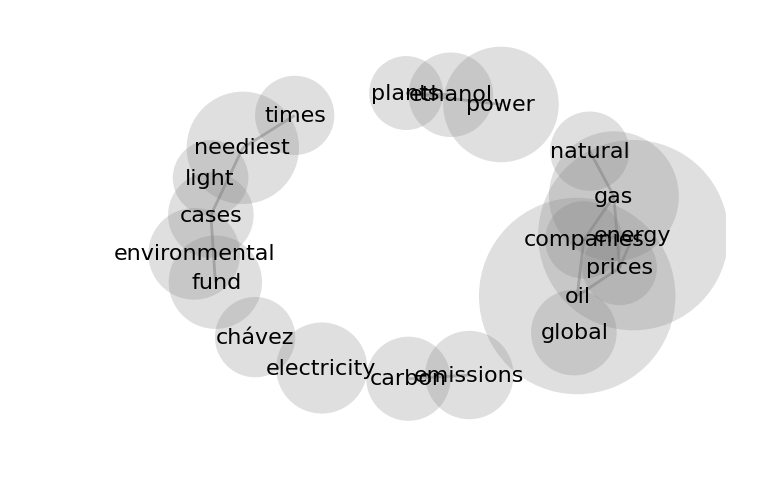 plants
ethanol
power
times
neediest
natural
light
gas
cases
energy
companies
environmental
prices
fund
oil
global
chávez
electricity
emissions
carbon